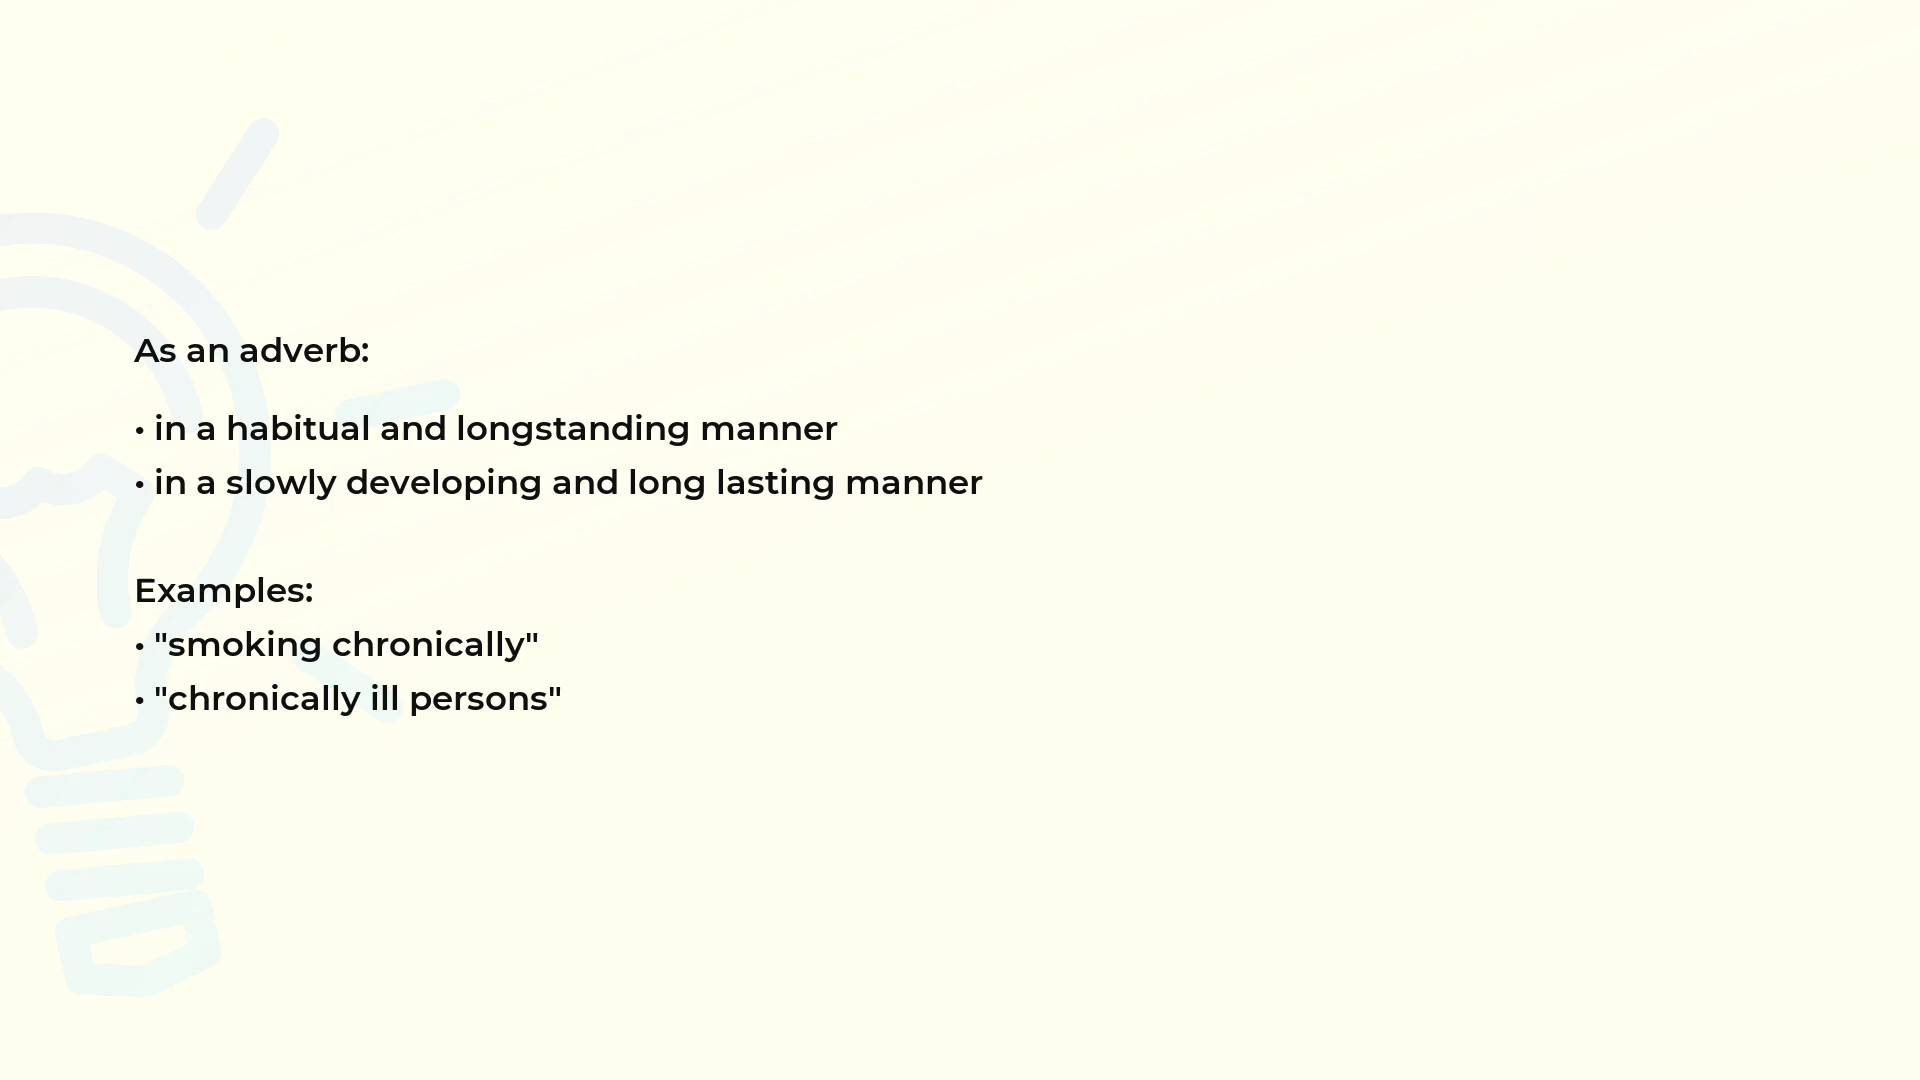 As an adverb:
• in a habitual and longstanding manner
• in a slowly developing and long lasting manner
Examples:
• "smoking chronically"
• "chronically ill persons"